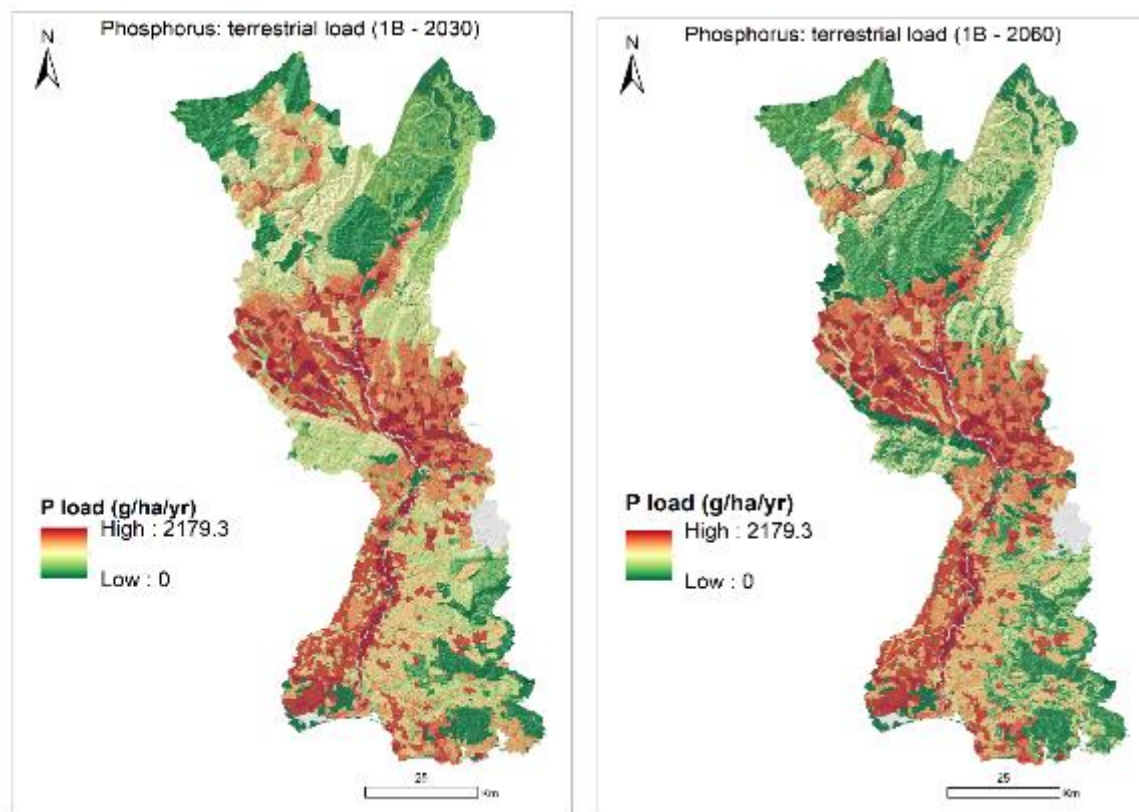 Phosphorus: terrestrial load (1B - 2030)
N
P load (g/ha/yr)
High : 2179.3
Low : 0
25
Km
Phosphorus: terrestrial load (1B - 2060)
N
P load (g/ha/yr)
High : 2179.3
Low : 0
25
Km